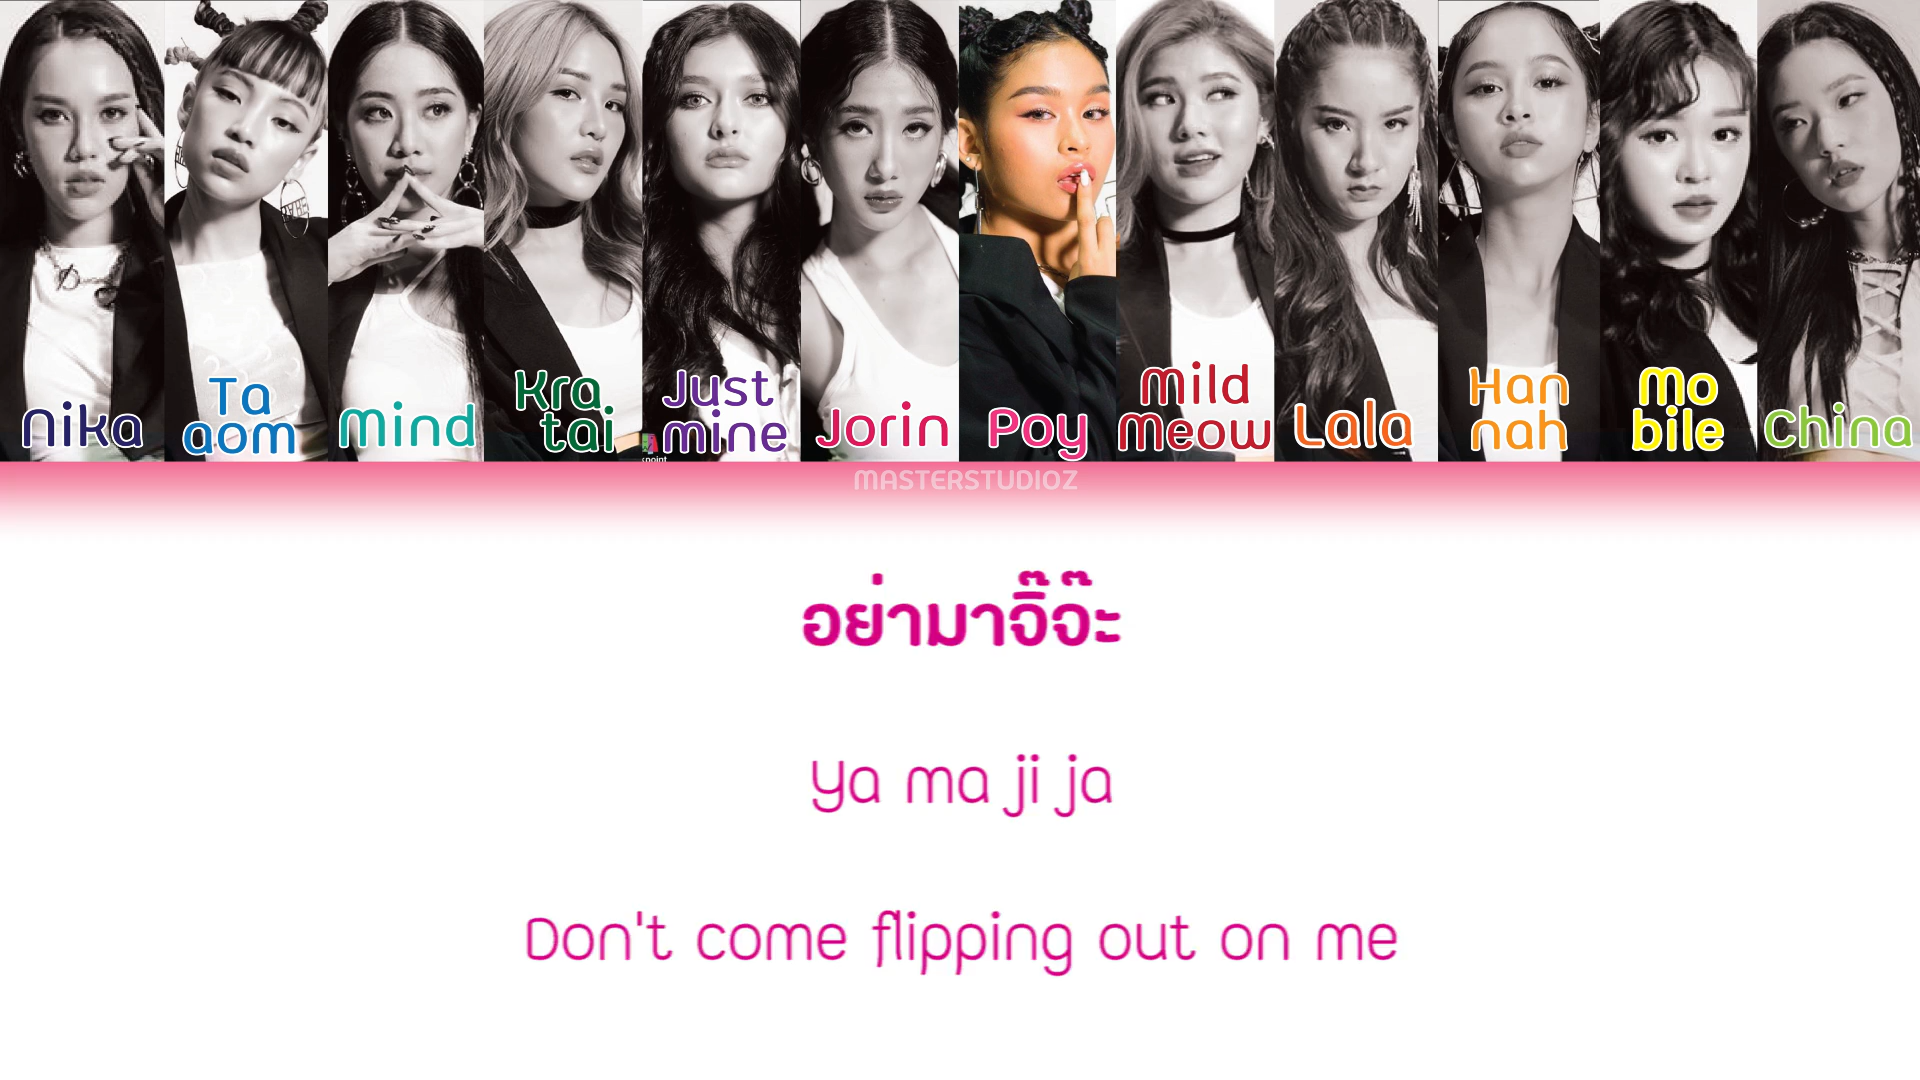 Nika
Ta
aom
Mind
Kra
tai
Just
mine
Jorin
Poy
Mild
Meow
Lala
Han
nah
Mo
bile
China
point
MASTERSTUDIOZ
อย่ามาจิ๊จ๊ะ
Ya ma ji ja
Don't come flipping out on me